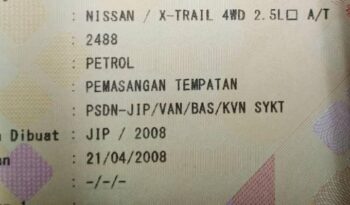 : NISSAN / X-TRAIL 4WD 2.5L□ A/T
: 2488
: PETROL
: PEMASANGAN TEMPATAN
: PSDN-JIP/VAN/BAS/KVN SYKT
Dibuat : JIP / 2008
: 21/04/2008
: -/-/-